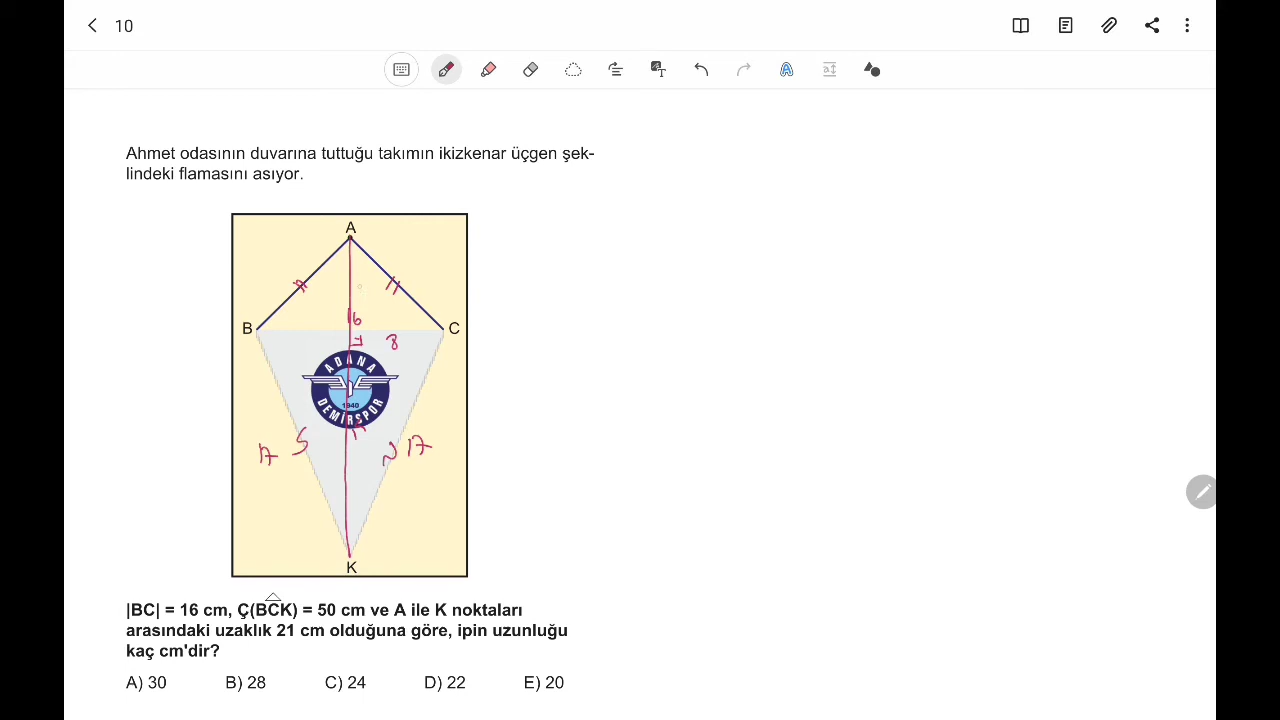 10
Ahmet odasının duvarına tuttuğu takımın ikizkenar üçgen şek-
lindeki flamasını asıyor.
A
16
B
C
8
ADANA
1940
DEMİRSPOR
17
17
K
|BC| = 16 cm, Ç(BCK) = 50 cm ve A ile K noktaları
arasındaki uzaklık 21 cm olduğuna göre, ipin uzunluğu
kaç cm'dir?
A) 30 B) 28 C) 24 D) 22 E) 20